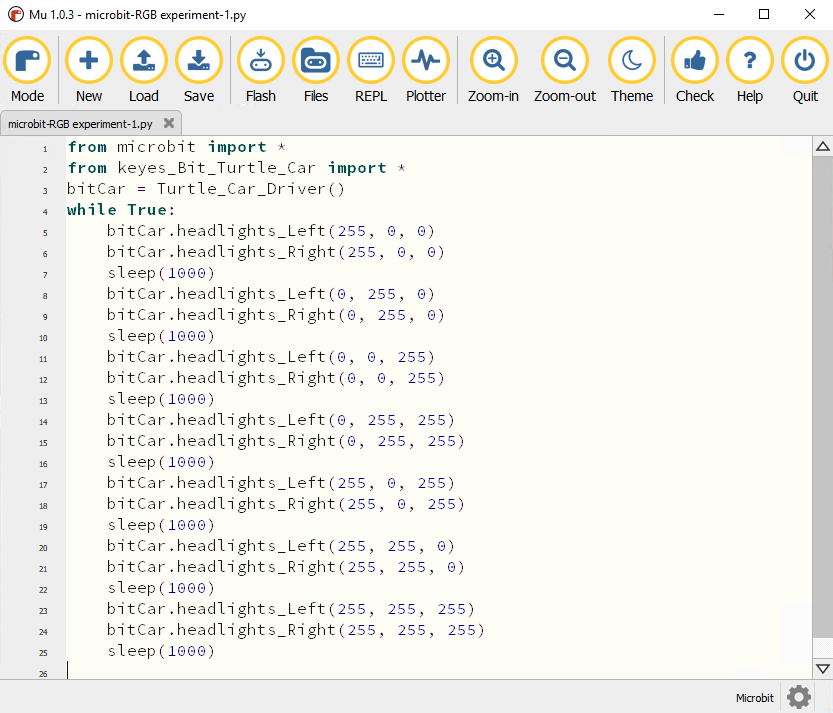 Mu 1.0.3 - microbit-RGB experiment-1.py
Mode New Load Save Flash Files REPL Plotter Zoom-in Zoom-out Theme Check Help Quit
microbit-RGB experiment-1.py
1 from microbit import *
2 from keyes_Bit_Turtle_Car import *
3 bitCar = Turtle_Car_Driver()
4 while True:
5     bitCar.headlights_Left(255, 0, 0)
6     bitCar.headlights_Right(255, 0, 0)
7     sleep(1000)
8     bitCar.headlights_Left(0, 255, 0)
9     bitCar.headlights_Right(0, 255, 0)
10     sleep(1000)
11     bitCar.headlights_Left(0, 0, 255)
12     bitCar.headlights_Right(0, 0, 255)
13     sleep(1000)
14     bitCar.headlights_Left(0, 255, 255)
15     bitCar.headlights_Right(0, 255, 255)
16     sleep(1000)
17     bitCar.headlights_Left(255, 0, 255)
18     bitCar.headlights_Right(255, 0, 255)
19     sleep(1000)
20     bitCar.headlights_Left(255, 255, 0)
21     bitCar.headlights_Right(255, 255, 0)
22     sleep(1000)
23     bitCar.headlights_Left(255, 255, 255)
24     bitCar.headlights_Right(255, 255, 255)
25     sleep(1000)
26
Microbit